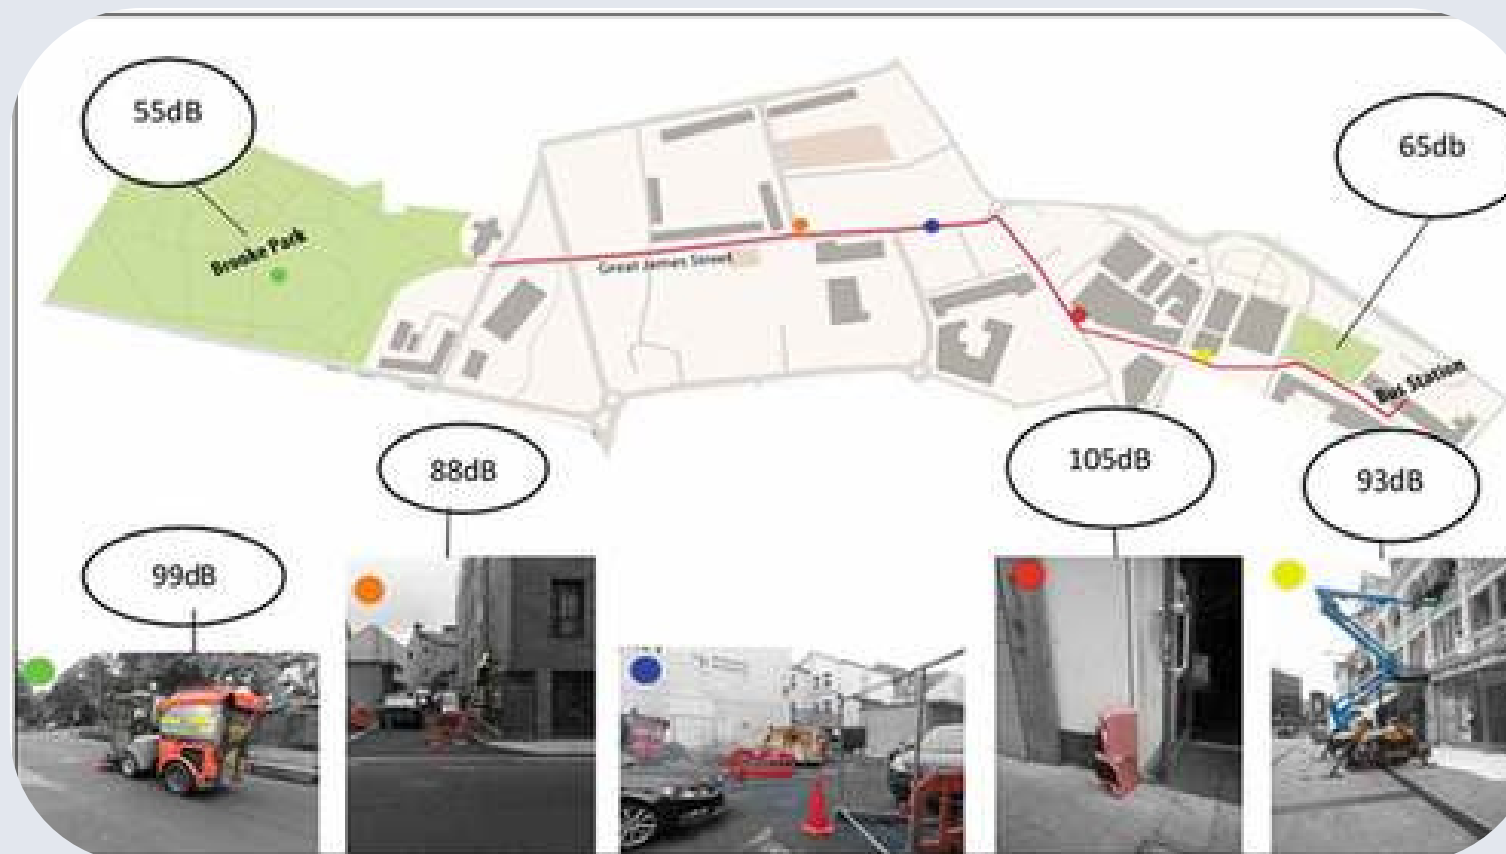 55dB
65db
Brooke Park
Great James Street
Bus Station
88dB
105dB
93dB
99dB